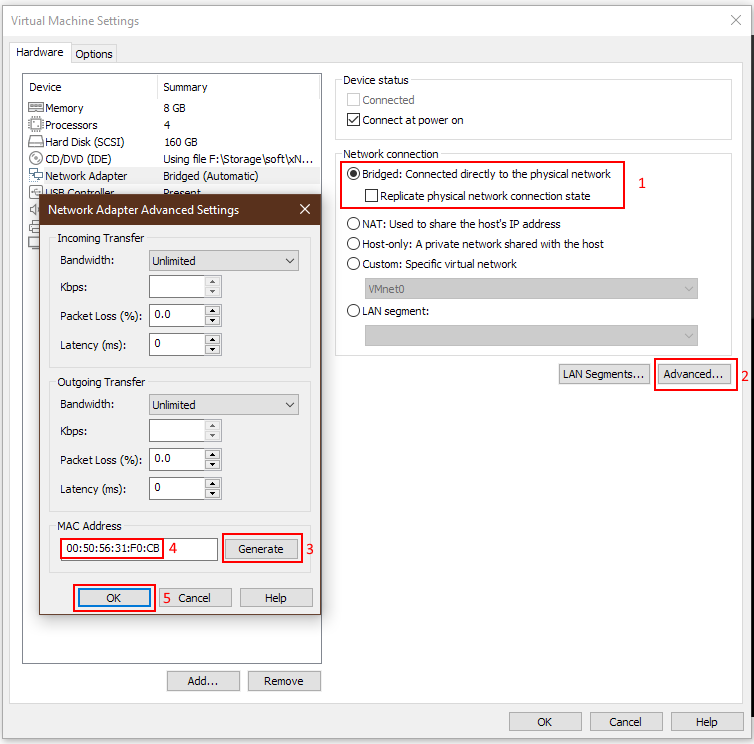 Virtual Machine Settings
Hardware
Options
Device
Summary
Memory
8 GB
Processors
4
Hard Disk (SCSI)
160 GB
CD/DVD (IDE)
Using file F:\Storage\soft\xN...
Network Adapter
Bridged (Automatic)
USB Controller
Present
Network Adapter Advanced Settings
Incoming Transfer
Bandwidth:
Unlimited
Kbps:
Packet Loss (%):
0.0
Latency (ms):
0
Outgoing Transfer
Bandwidth:
Unlimited
Kbps:
Packet Loss (%):
0.0
Latency (ms):
0
MAC Address
00:50:56:31:F0:CB
4
Generate
3
OK
5
Cancel
Help
Add...
Remove
Device status
Connected
Connect at power on
Network connection
Bridged: Connected directly to the physical network
1
Replicate physical network connection state
NAT: Used to share the host's IP address
Host-only: A private network shared with the host
Custom: Specific virtual network
VMnet0
LAN segment:
LAN Segments...
Advanced...
2
OK
Cancel
Help